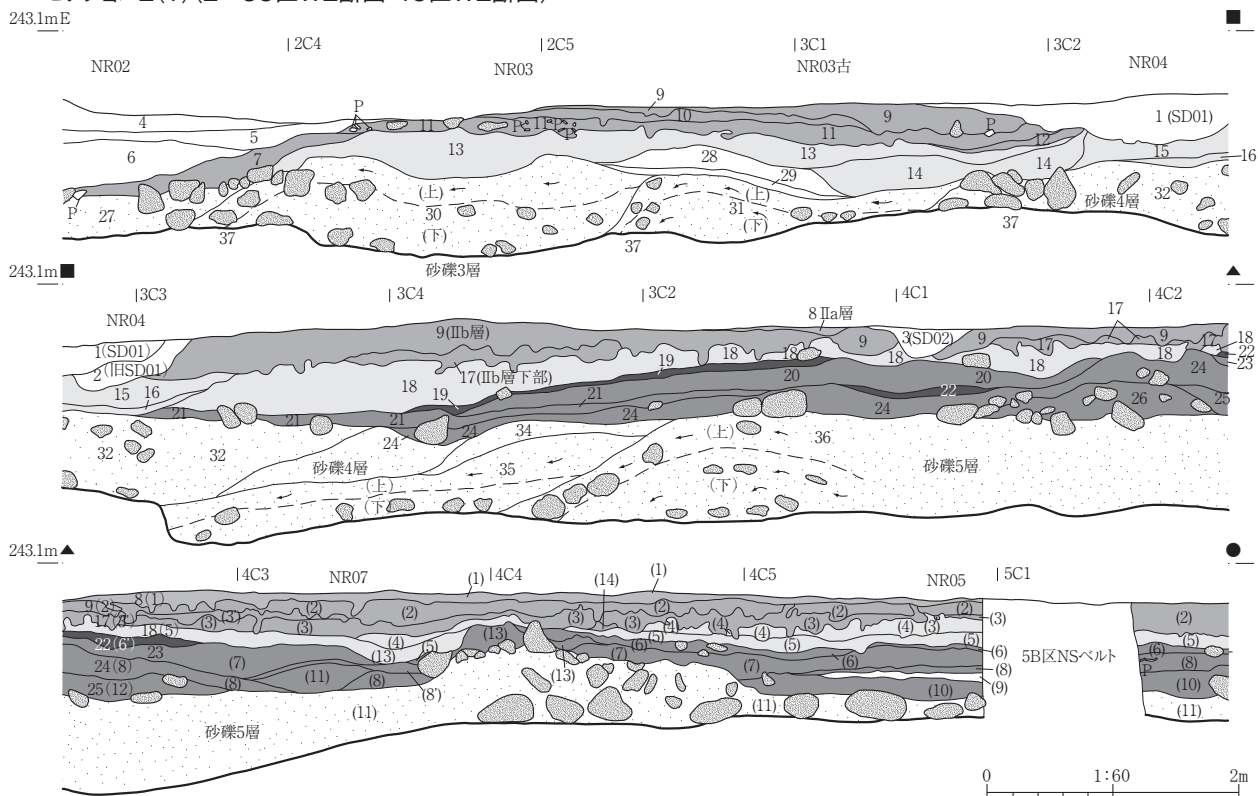 243.1m E ■
2C4 2C5 3C1 3C2
NR02 NR03 NR03古 NR04
P 9
4 5 11 P 11 P P 10 9 P 1 (SD01)
6 7 13 11 12 15 16
28 13 14 14
29
P 27 (上) 30 (下) (上) 31 (下) 砂礫4層 32
37 37 37
砂礫3層
243.1m ■ ▲
3C3 3C4 3C2 4C1 4C2
NR04 8 Ⅱa層 17
1(SD01) 9(Ⅱb層) 9 3(SD02) 9 17 9 17 18
2 (旧SD01) 17(Ⅱb層下部) 19 18 18 18 18 18 22
15 16 18 19 20 20 24 23
21 21 21 21 22 26 25
24 24 24 24
32 32 34 (上) 36
砂礫4層 35 (下) 砂礫5層
(上)
(下)
243.1m ▲ ●
4C3 NR07 4C4 (14) (1) 4C5 NR05 5C1
(1)
9(2) 8(1) (2) (2) (3) (2) (2) (2) (3) (2)
(3) (3) (3) (4) (4) (3) (4) (3)
18(5) (4) (5) (13) (5) (4) (5) (4) (5) (5)
22(6') 23 (13) (6) (6) (6) 5B区NSベルト (6)
24(8) (7) (11) (13) (7) (7) (8) P (8)
25(12) (8) (8) (8') (9) (10)
(11) (11) (10) (11)
砂礫5層
0 1:60 2m